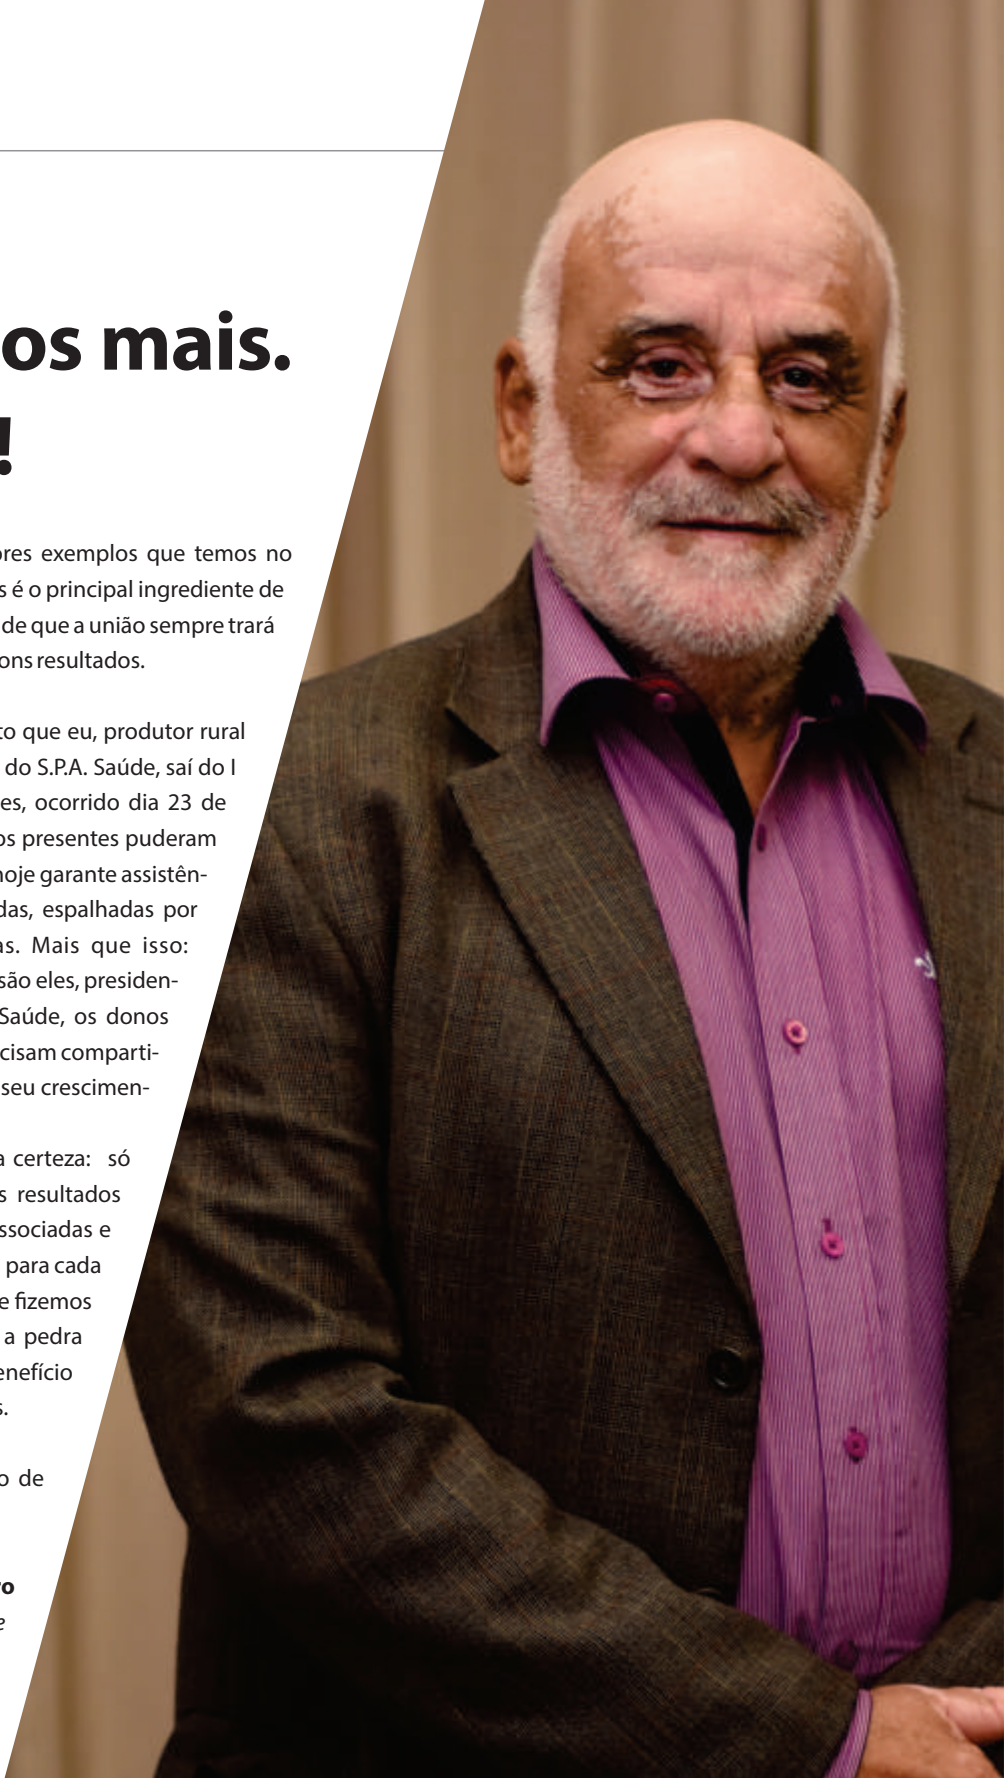 os mais.
!
ores exemplos que temos no
s é o principal ingrediente de
de que a união sempre trará
ons resultados.
to que eu, produtor rural
do S.P.A. Saúde, saí do I
es, ocorrido dia 23 de
os presentes puderam
hoje garante assistên-
das, espalhadas por
as. Mais que isso:
são eles, presiden-
Saúde, os donos
cisam comparti-
seu crescimen-
a certeza: só
s resultados
ssociadas e
para cada
e fizemos
a pedra
enefício
s.
o de
ro
e